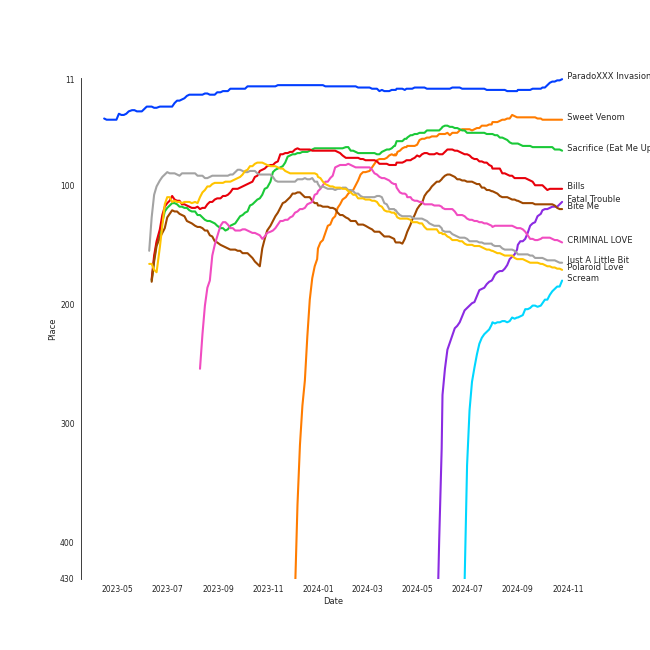 11
100
200
300
400
430
Place
2023-05
2023-07
2023-09
2023-11
2024-01
2024-03
2024-05
2024-07
2024-09
2024-11
Date
ParadoXXX Invasion
Sweet Venom
Sacrifice (Eat Me Up
Bills
Fatal Trouble
Bite Me
CRIMINAL LOVE
Just A Little Bit
Polaroid Love
Scream